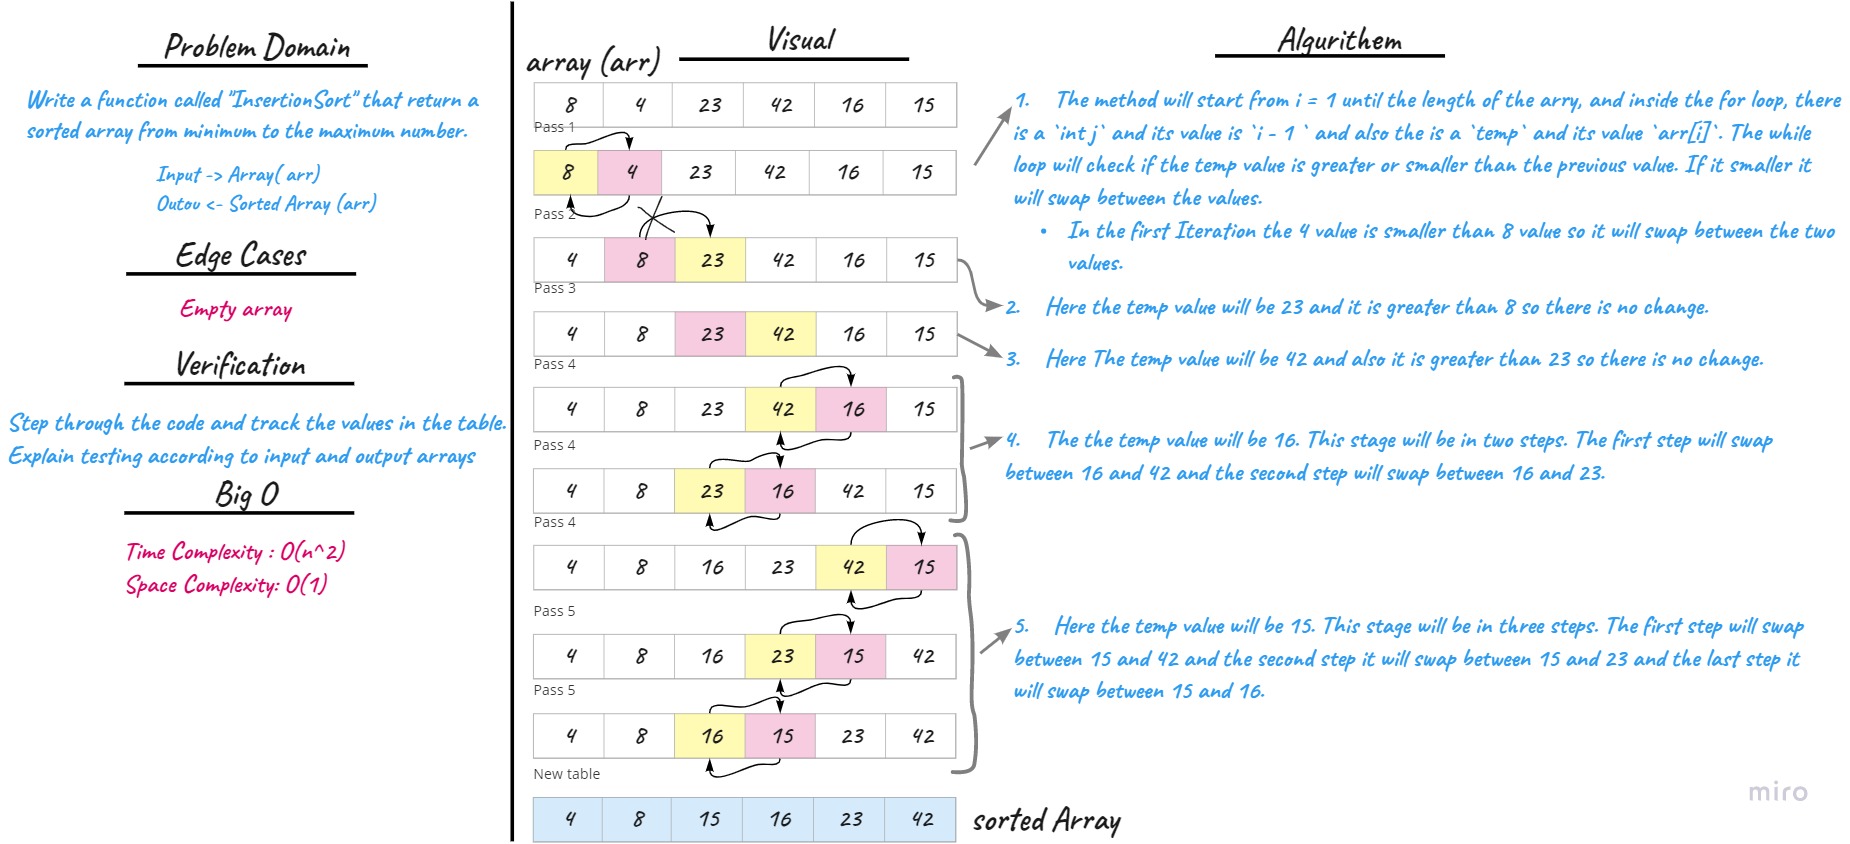 Problem Domain
Write a function called "InsertionSort" that return a
sorted array from minimum to the maximum number.
Input -> Array( arr)
Outou <- Sorted Array (arr)
Edge Cases
Empty array
Verification
Step through the code and track the values in the table.
Explain testing according to input and output arrays
Big O
Time Complexity : O(n^2)
Space Complexity: O(1)
Visual
array (arr)
8 4 23 42 16 15
Pass 1
8 4 23 42 16 15
Pass 2
4 8 23 42 16 15
Pass 3
4 8 23 42 16 15
Pass 4
4 8 23 42 16 15
Pass 4
4 8 23 16 42 15
Pass 4
4 8 16 23 42 15
Pass 5
4 8 16 23 15 42
Pass 5
4 8 16 15 23 42
New table
4 8 15 16 23 42
sorted Array
Algurithem
1. The method will start from i = 1 until the length of the arry, and inside the for loop, there
is a `int j` and its value is `i - 1 ` and also the is a `temp` and its value `arr[i]`. The while
loop will check if the temp value is greater or smaller than the previous value. If it smaller it
will swap between the values.
• In the first Iteration the 4 value is smaller than 8 value so it will swap between the two
values.
2. Here the temp value will be 23 and it is greater than 8 so there is no change.
3. Here The temp value will be 42 and also it is greater than 23 so there is no change.
4. The the temp value will be 16. This stage will be in two steps. The first step will swap
between 16 and 42 and the second step will swap between 16 and 23.
5. Here the temp value will be 15. This stage will be in three steps. The first step will swap
between 15 and 42 and the second step it will swap between 15 and 23 and the last step it
will swap between 15 and 16.
miro